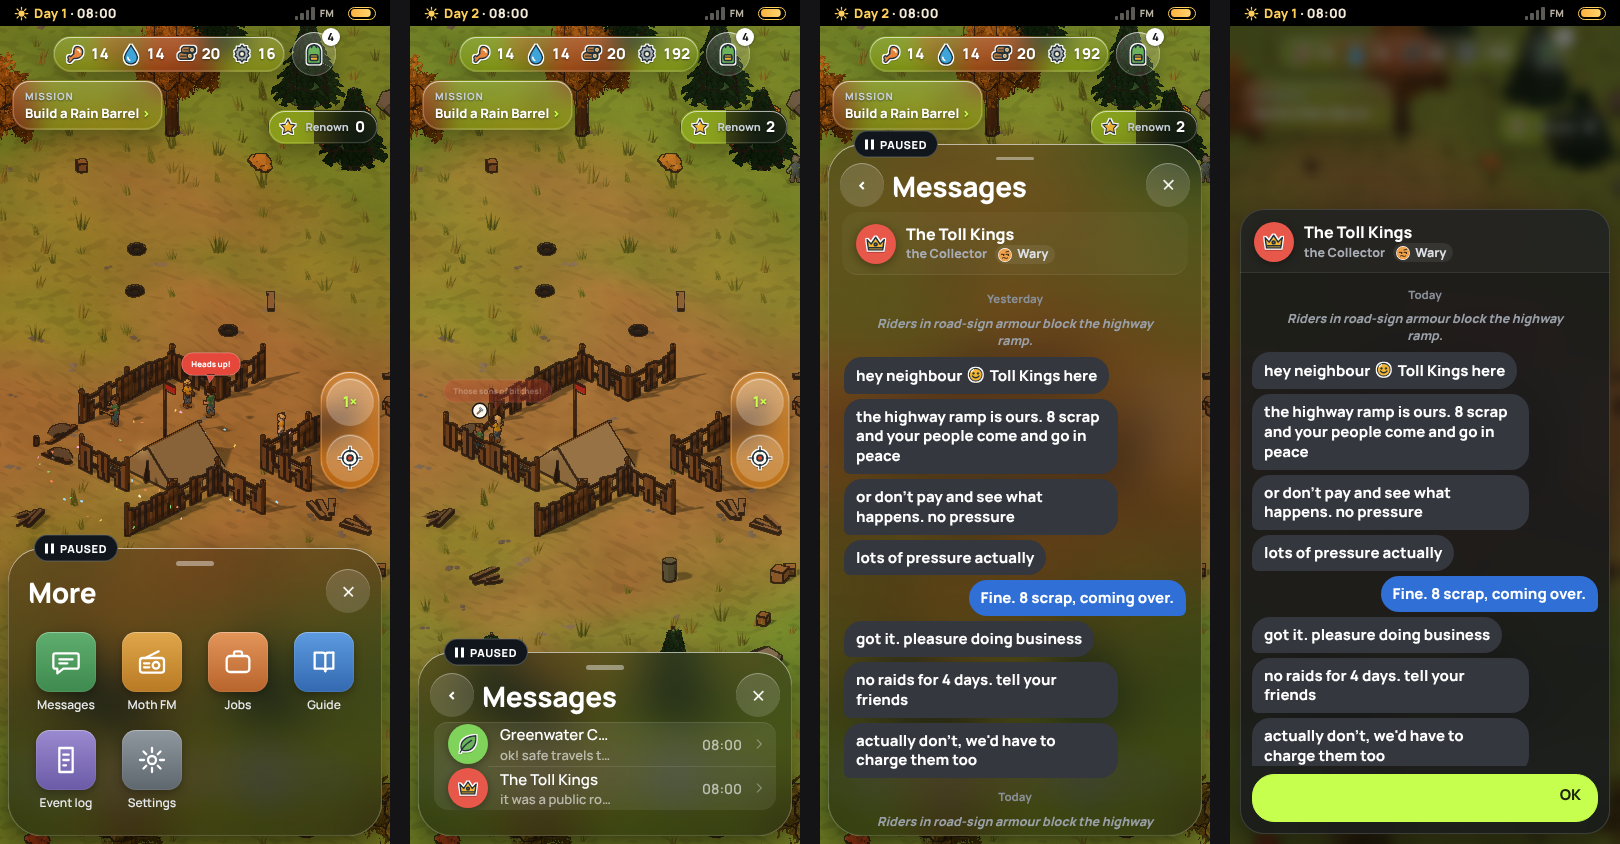 Day 1 · 08:00
FM
14
14
20
16
4
MISSION
Build a Rain Barrel ›
Renown 0
Heads up!
1×
PAUSED
More
Messages
Moth FM
Jobs
Guide
Event log
Settings
Day 2 · 08:00
FM
14
14
20
192
4
MISSION
Build a Rain Barrel ›
Renown 2
Those sons of bitches!
1×
PAUSED
Messages
Greenwater C...
ok! safe travels t...
08:00
The Toll Kings
it was a public ro...
08:00
Day 2 · 08:00
FM
14
14
20
192
4
MISSION
Build a Rain Barrel ›
Renown 2
PAUSED
Messages
The Toll Kings
the Collector
Wary
Yesterday
Riders in road-sign armour block the highway
ramp.
hey neighbour 😀 Toll Kings here
the highway ramp is ours. 8 scrap
and your people come and go in
peace
or don't pay and see what
happens. no pressure
lots of pressure actually
Fine. 8 scrap, coming over.
got it. pleasure doing business
no raids for 4 days. tell your
friends
actually don't, we'd have to
charge them too
Today
Riders in road-sign armour block the highway
Day 1 · 08:00
FM
The Toll Kings
the Collector
Wary
Today
Riders in road-sign armour block the highway
ramp.
hey neighbour 😀 Toll Kings here
the highway ramp is ours. 8 scrap
and your people come and go in
peace
or don't pay and see what
happens. no pressure
lots of pressure actually
Fine. 8 scrap, coming over.
got it. pleasure doing business
no raids for 4 days. tell your
friends
actually don't, we'd have to
charge them too
OK